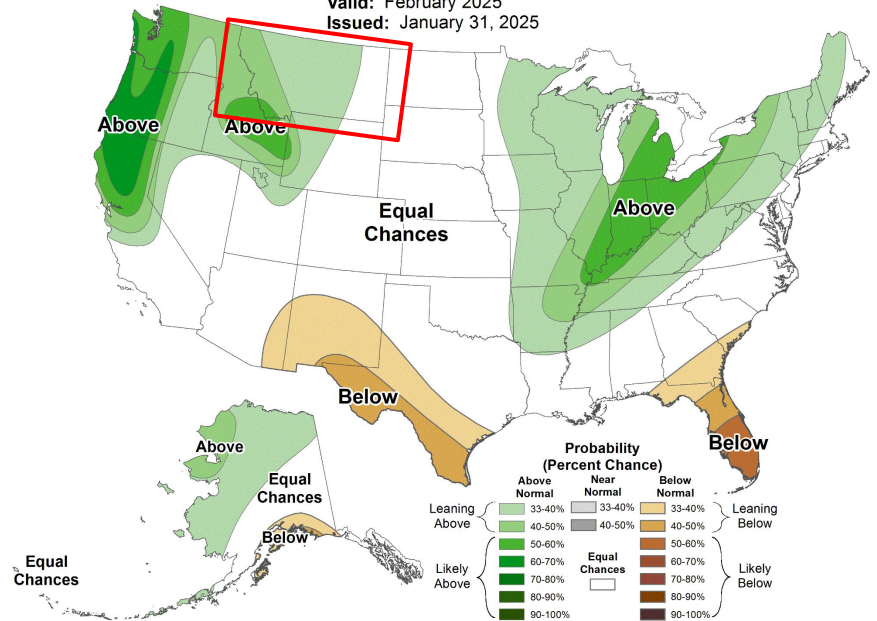 Valid: February 2025
Issued: January 31, 2025
Above
Above
Equal
Chances
Above
Below
Below
Above
Equal
Chances
Below
Equal
Chances
Probability
(Percent Chance)
Above
Normal
Near
Normal
Below
Normal
Leaning
Above
33-40%
33-40%
33-40%
Leaning
Below
40-50%
40-50%
40-50%
Likely
Above
50-60%
Equal
Chances
50-60%
Likely
Below
60-70%
60-70%
70-80%
70-80%
80-90%
80-90%
90-100%
90-100%